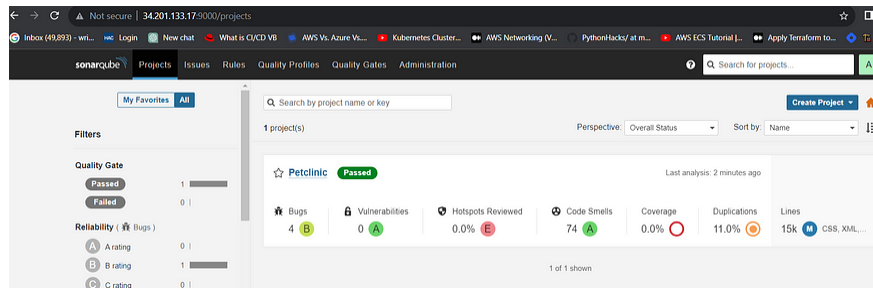 Not secure | 34.201.133.17:9000/projects
Inbox (49,893) - wri... Login New chat What is CI/CD VB AWS Vs. Azure Vs.... Kubernetes Cluster... AWS Networking (V... PythonHacks/ at m... AWS ECS Tutorial |... Apply Terraform to...
sonarqube Projects Issues Rules Quality Profiles Quality Gates Administration ? Search for projects... A
My Favorites All
Search by project name or key
Create Project
1 project(s)
Perspective: Overall Status
Sort by: Name
Filters
Quality Gate
Passed 1
Failed 0
Reliability ( Bugs )
A A rating 0
B B rating 1
C C rating 0
Petclinic Passed
Last analysis: 2 minutes ago
Bugs Vulnerabilities Hotspots Reviewed Code Smells Coverage Duplications Lines
4 B 0 A 0.0% E 74 A 0.0% 11.0% 15k M CSS, XML,...
1 of 1 shown